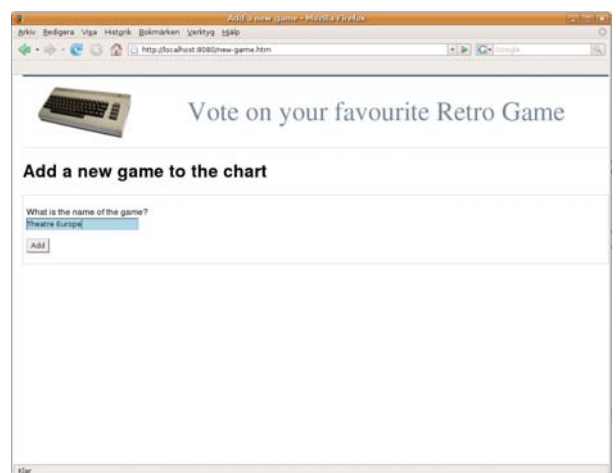 Add a new game - Mozilla Firefox
Arkiv Redigera Visa Historik Bokmärken Verktyg Hjälp
http://localhost:8080/new-game.htm
Google
Vote on your favourite Retro Game
Add a new game to the chart
What is the name of the game?
Theatre Europe
Add
Klar